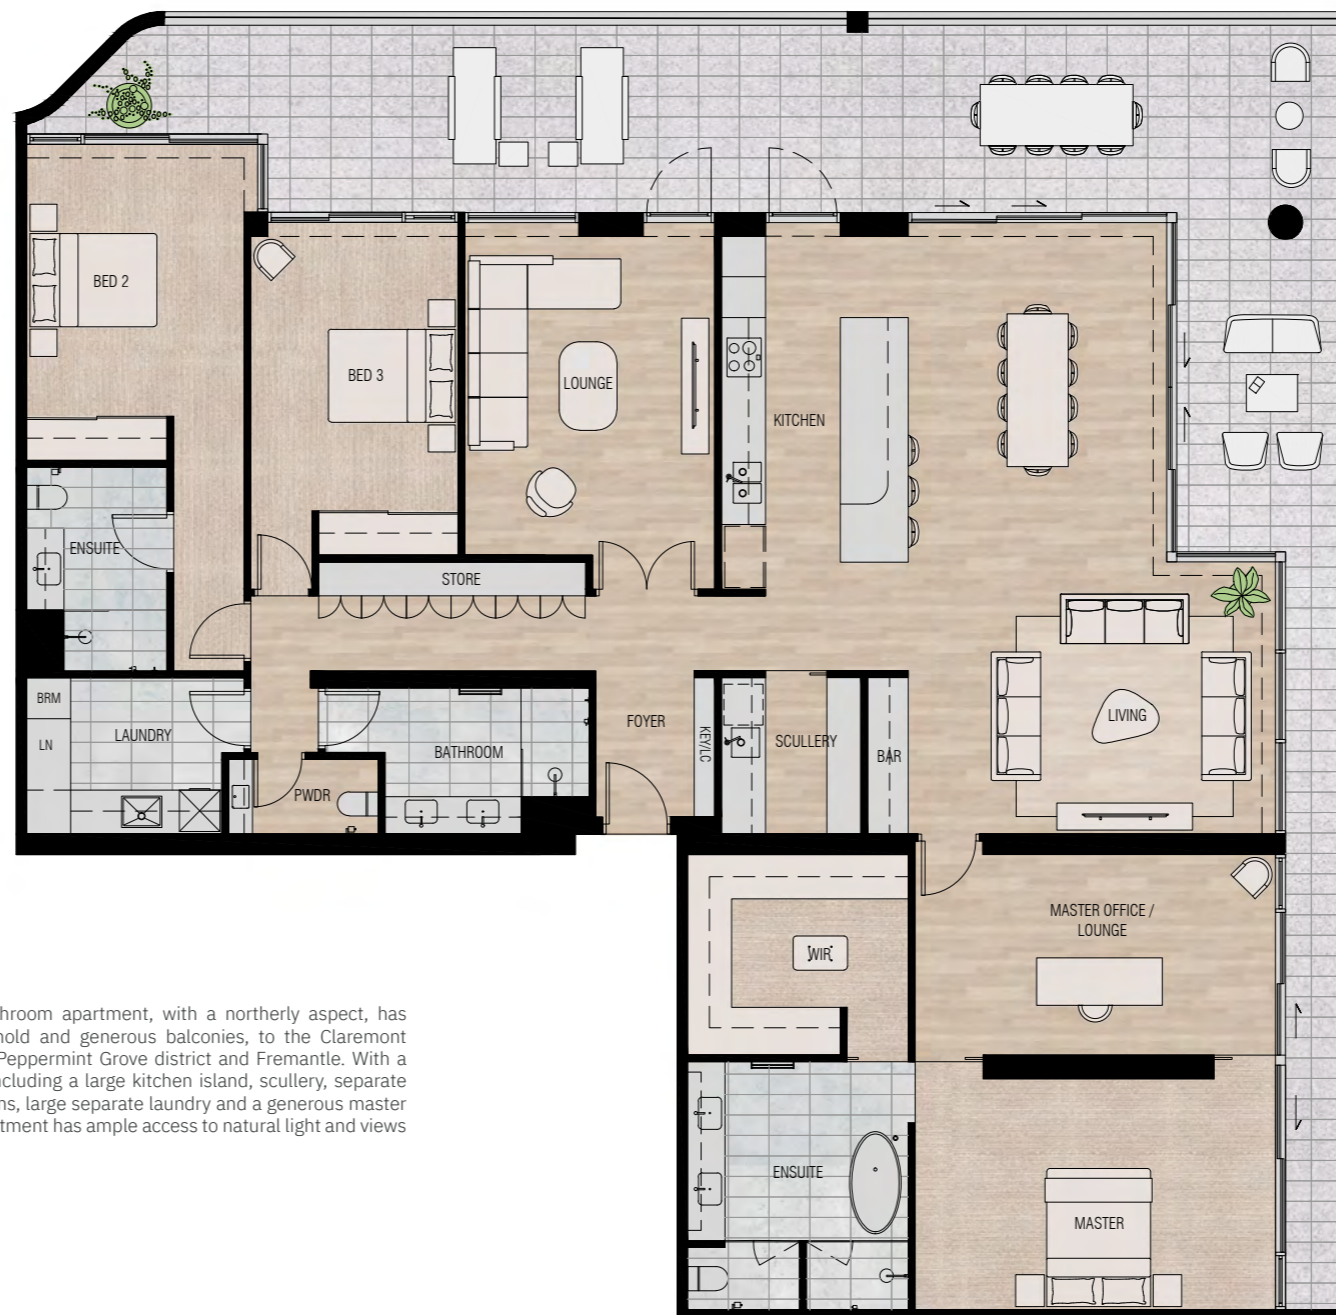 BED 2
BED 3
LOUNGE
KITCHEN
ENSUITE
STORE
BRM
LN
LAUNDRY
PWDR
BATHROOM
FOYER
KEY/LC
SCULLERY
BAR
LIVING
MASTER OFFICE /
LOUNGE
WIR
ENSUITE
MASTER
hroom apartment, with a northerly aspect, has
nold and generous balconies, to the Claremont
Peppermint Grove district and Fremantle. With a
ncluding a large kitchen island, scullery, separate
ns, large separate laundry and a generous master
tment has ample access to natural light and views